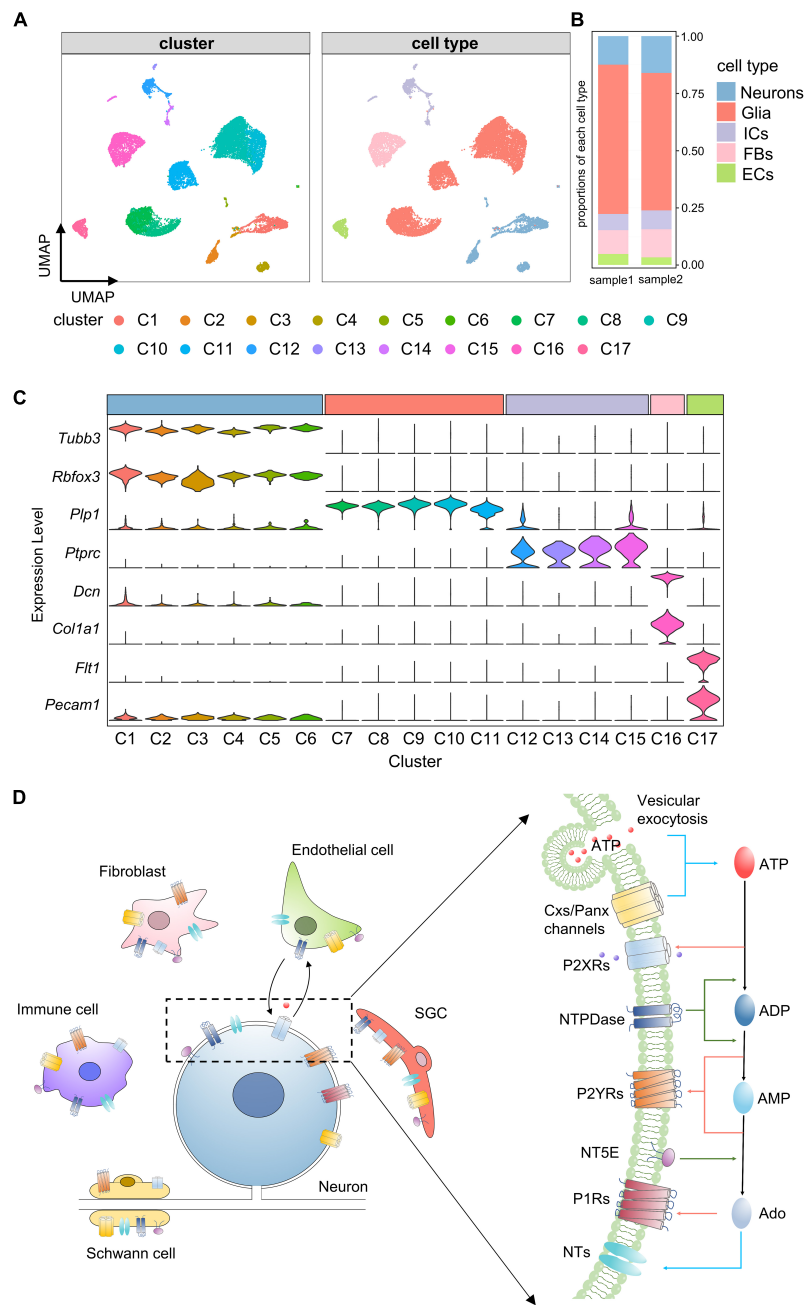 A
B
cluster
cell type
UMAP
UMAP
proportions of each cell type
1.00
0.75
0.50
0.25
0.00
sample1
sample2
cell type
Neurons
Glia
ICs
FBs
ECs
cluster C1 C2 C3 C4 C5 C6 C7 C8 C9
C10 C11 C12 C13 C14 C15 C16 C17
C
Expression Level
Tubb3
Rbfox3
Plp1
Ptprc
Dcn
Col1a1
Flt1
Pecam1
C1 C2 C3 C4 C5 C6 C7 C8 C9 C10 C11 C12 C13 C14 C15 C16 C17
Cluster
D
Fibroblast
Endothelial cell
Immune cell
SGC
Neuron
Schwann cell
Vesicular
exocytosis
ATP
ATP
Cxs/Panx
channels
P2XRs
NTPDase
ADP
P2YRs
AMP
NT5E
P1Rs
Ado
NTs